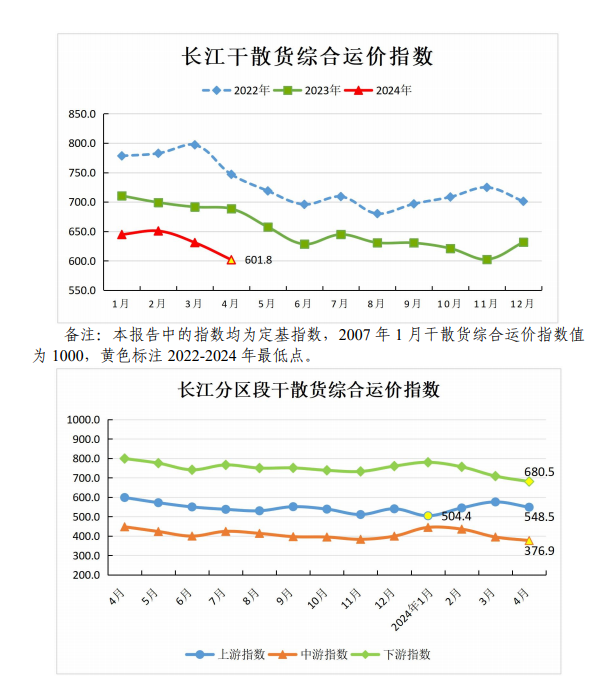 长江干散货综合运价指数
2022年 2023年 2024年
850.0
800.0
750.0
700.0
650.0
600.0
550.0
601.8
1月 2月 3月 4月 5月 6月 7月 8月 9月 10月 11月 12月
备注：本报告中的指数均为定基指数，2007 年 1 月干散货综合运价指数值
为 1000，黄色标注 2022-2024 年最低点。
长江分区段干散货综合运价指数
1000.0
900.0
800.0
700.0
600.0
500.0
400.0
300.0
200.0
680.5
504.4
548.5
376.9
4月 5月 6月 7月 8月 9月 10月 11月 12月 2024年1月 2月 3月 4月
上游指数 中游指数 下游指数